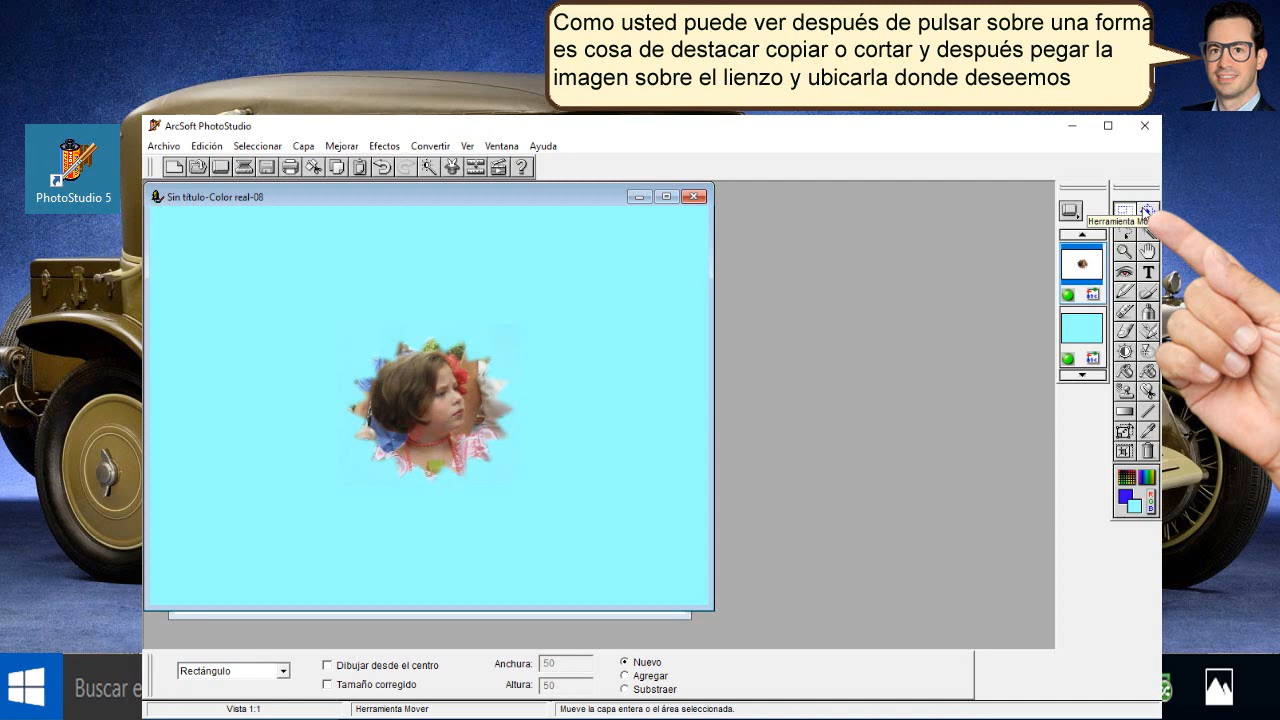 Como usted puede ver después de pulsar sobre una forma
es cosa de destacar copiar o cortar y después pegar la
imagen sobre el lienzo y ubicarla donde deseemos
ArcSoft PhotoStudio
Archivo Edición Seleccionar Capa Mejorar Efectos Convertir Ver Ventana Ayuda
PhotoStudio 5
Sin título-Color real-08
Herramienta
T
R
G
B
Rectángulo
Dibujar desde el centro
Tamaño corregido
Anchura: 50
Altura: 50
Nuevo
Agregar
Substraer
Vista 1:1
Herramienta Mover
Mueve la capa entera o el área seleccionada.
Buscar e